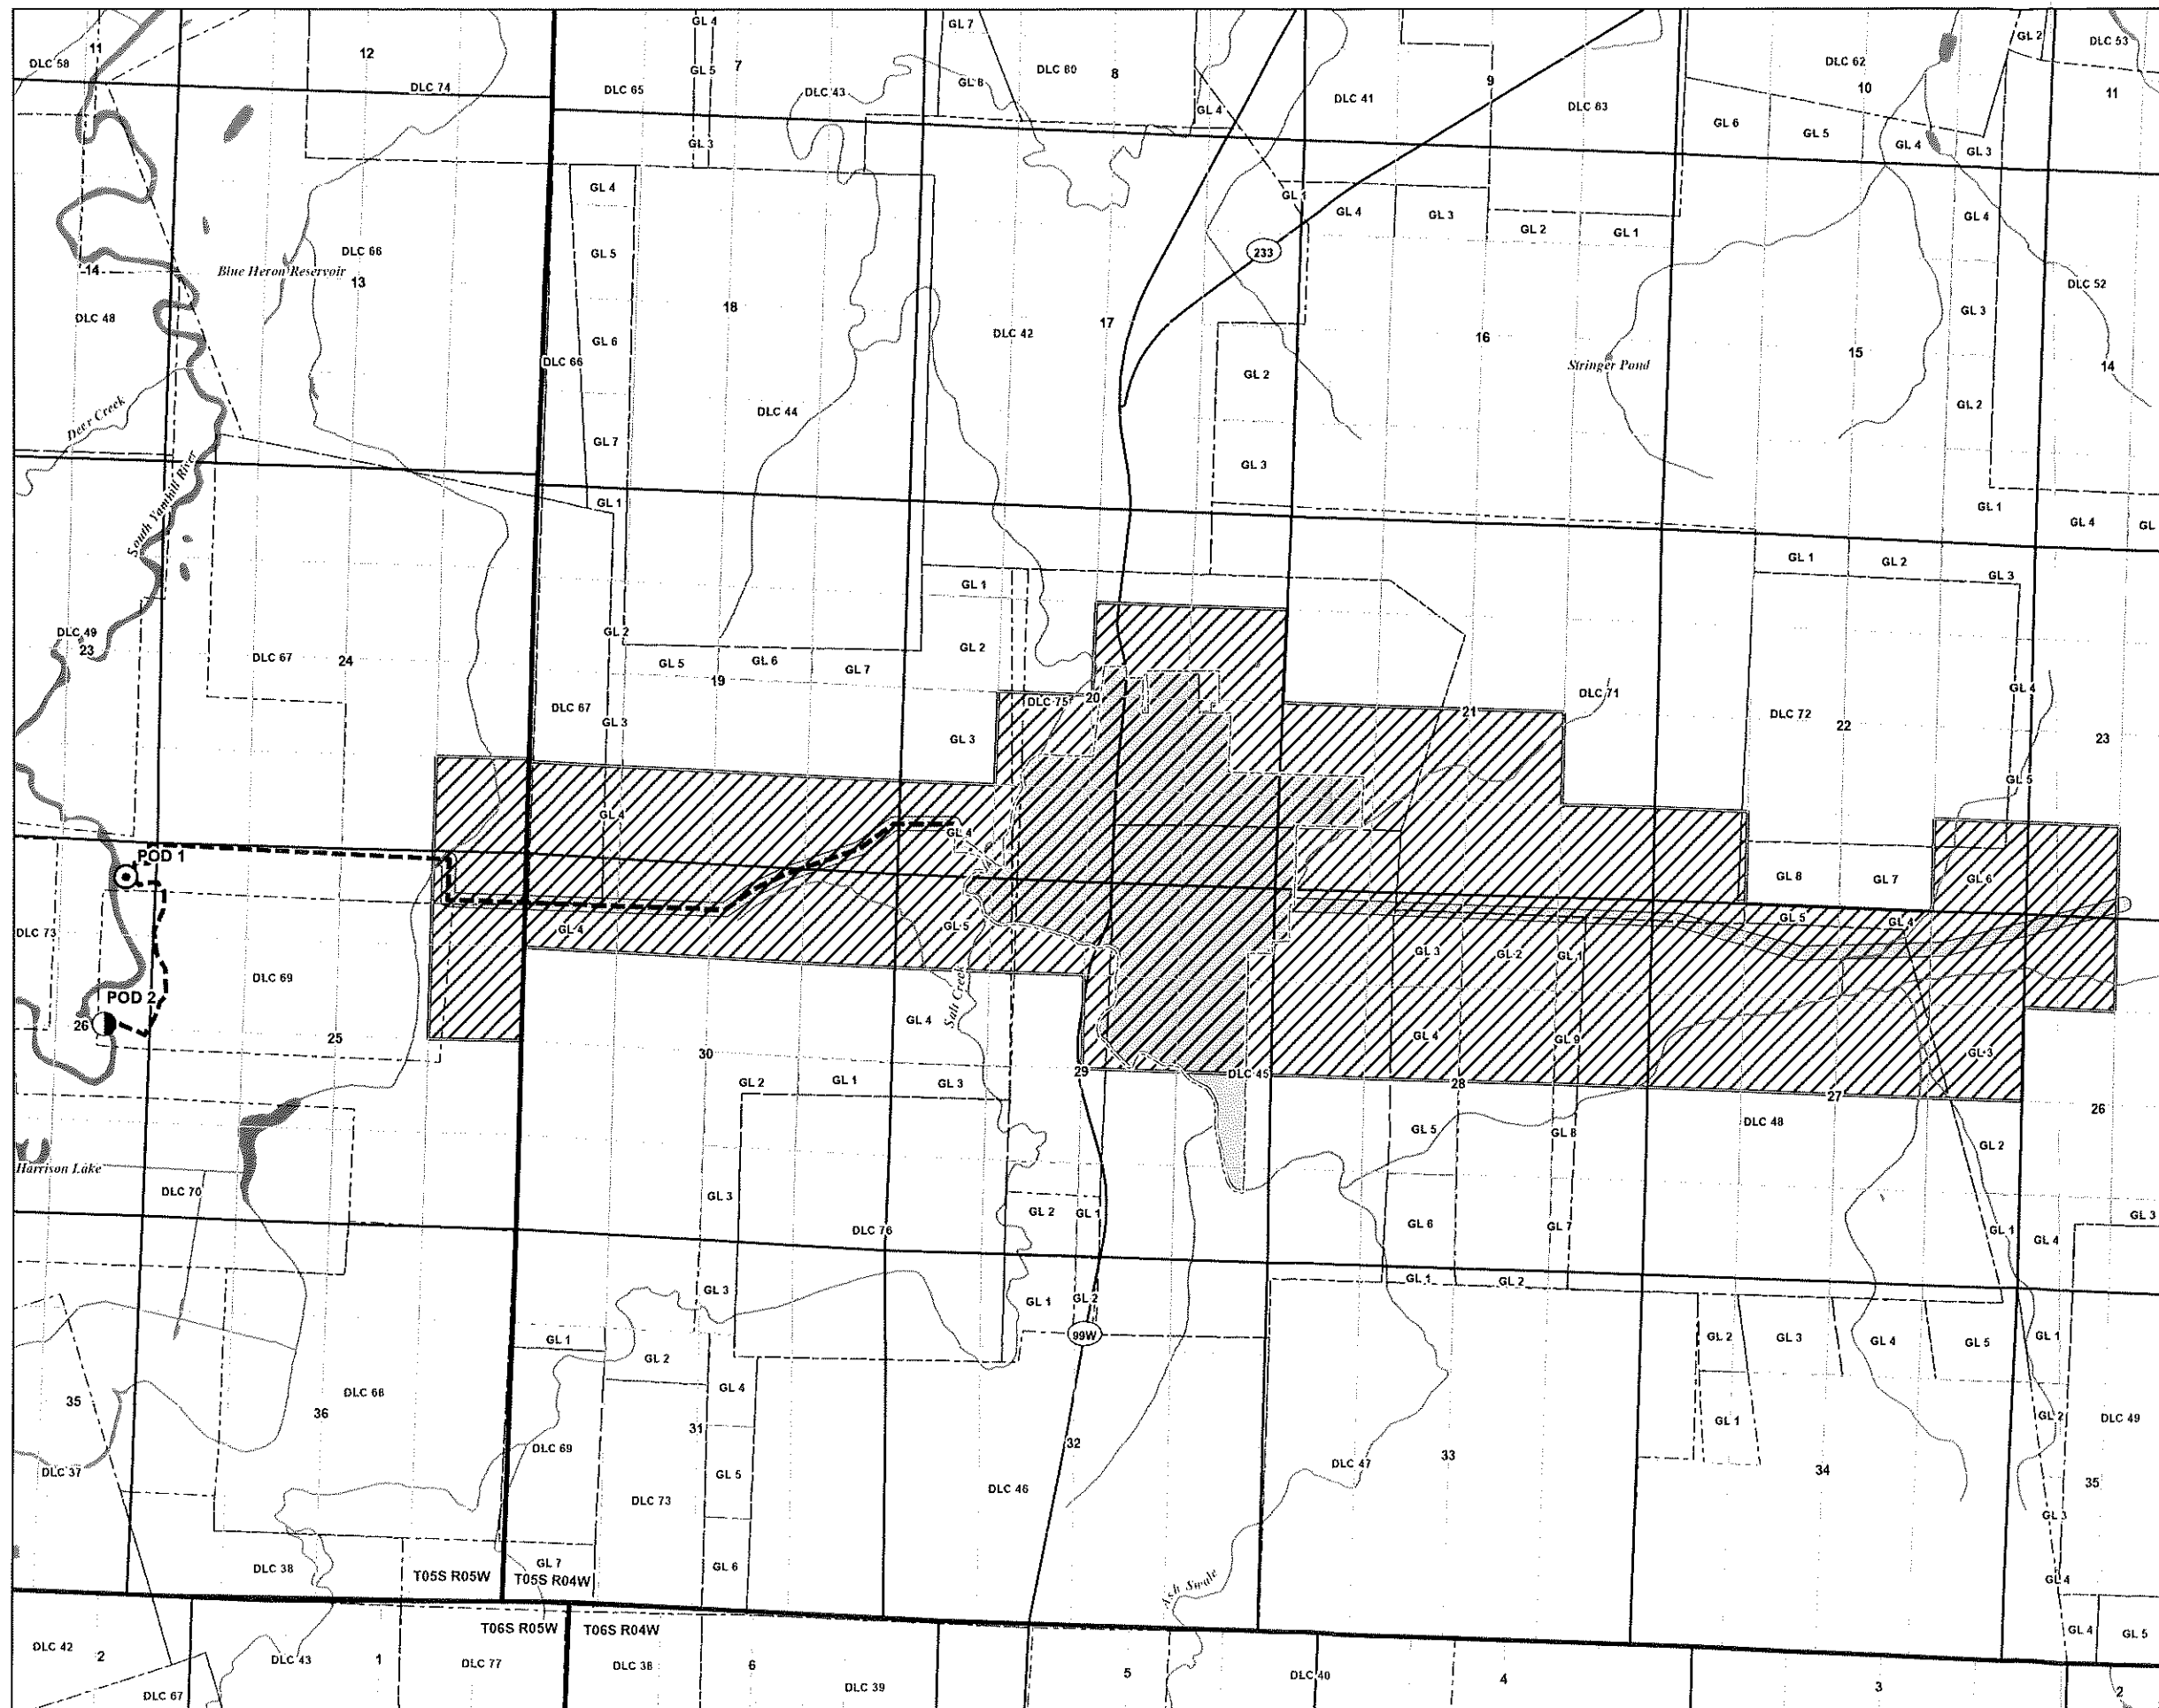 GL 4
GL 7
GL 2
DLC 53
11
12
DLC 58
GL 5
7
GL 8
DLC 60
8
DLC 62
10
9
DLC 74
DLC 65
DLC 43
GL 4
DLC 41
DLC 83
11
GL 6
GL 5
GL 4
GL 3
GL 3
GL 4
GL 1
GL 4
GL 3
GL 2
GL 1
GL 4
DLC 66
GL 5
233
14
Blue Heron Reservoir
13
DLC 52
DLC 48
18
DLC 42
17
GL 3
16
GL 6
DLC 66
15
Stringer Pond
14
GL 2
Deer Creek
DLC 44
GL 2
GL 7
GL 3
South Yamhill River
GL 1
GL 1
GL 4
GL
GL 1
GL 2
GL 3
GL 1
DLC 49
23
GL 2
GL 2
DLC 67
24
GL 5
GL 6
GL 7
19
GL 4
DLC 71
DLC 75
20
DLC 67
GL 3
21
DLC 72
22
GL 3
23
GL 5
GL 4
GL 4
POD 1
GL 8
GL 7
GL 6
DLC 73
GL 4
GL 5
GL 5
GL 4
GL 3
GL 2
GL 1
DLC 69
POD 2
Salt Creek
26
GL 4
25
GL 4
GL 9
30
GL 3
29
DLC 45
28
GL 2
GL 1
GL 3
27
26
DLC 48
GL 5
GL 8
GL 2
Harrison Lake
DLC 70
GL 3
GL 2
GL 1
GL 6
GL 7
GL 3
DLC 76
GL 1
GL 4
GL 1
GL 2
GL 3
GL 1
GL 2
99W
GL 1
GL 2
GL 3
GL 4
GL 5
GL 1
GL 2
GL 4
DLC 68
35
36
GL 1
GL 2
DLC 49
31
DLC 69
32
33
DLC 47
34
DLC 37
GL 5
35
DLC 46
DLC 73
GL 3
GL 7
GL 6
DLC 38
T05S R05W
T05S R04W
GL 4
Ash Swale
T06S R05W
T06S R04W
GL 4
GL 5
DLC 42
2
DLC 43
1
DLC 77
DLC 38
6
5
DLC 40
4
DLC 39
3
2
DLC 67